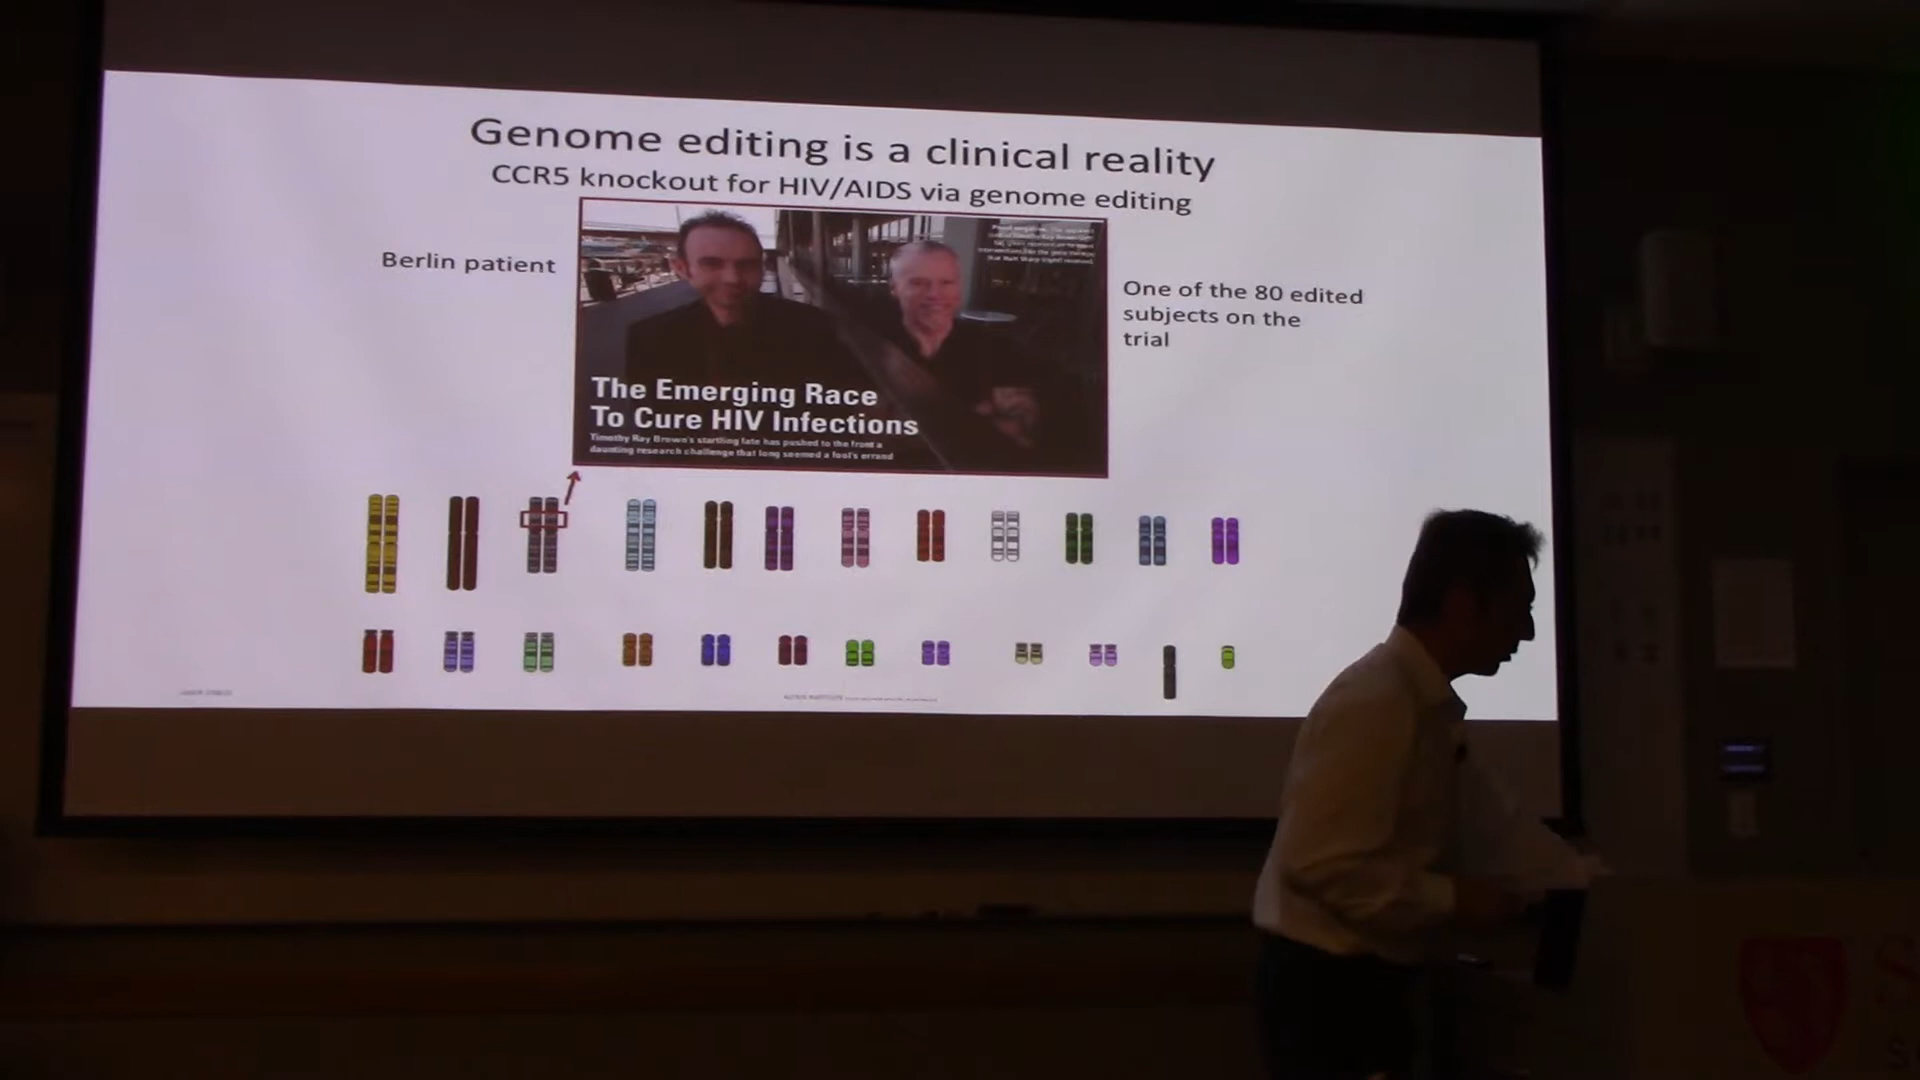 Genome editing is a clinical reality
CCR5 knockout for HIV/AIDS via genome editing
Berlin patient
One of the 80 edited
subjects on the
trial
The Emerging Race
To Cure HIV Infections
Timothy Ray Brown's startling fate has pushed to the front a
daunting research challenge that long seemed a fool's errand